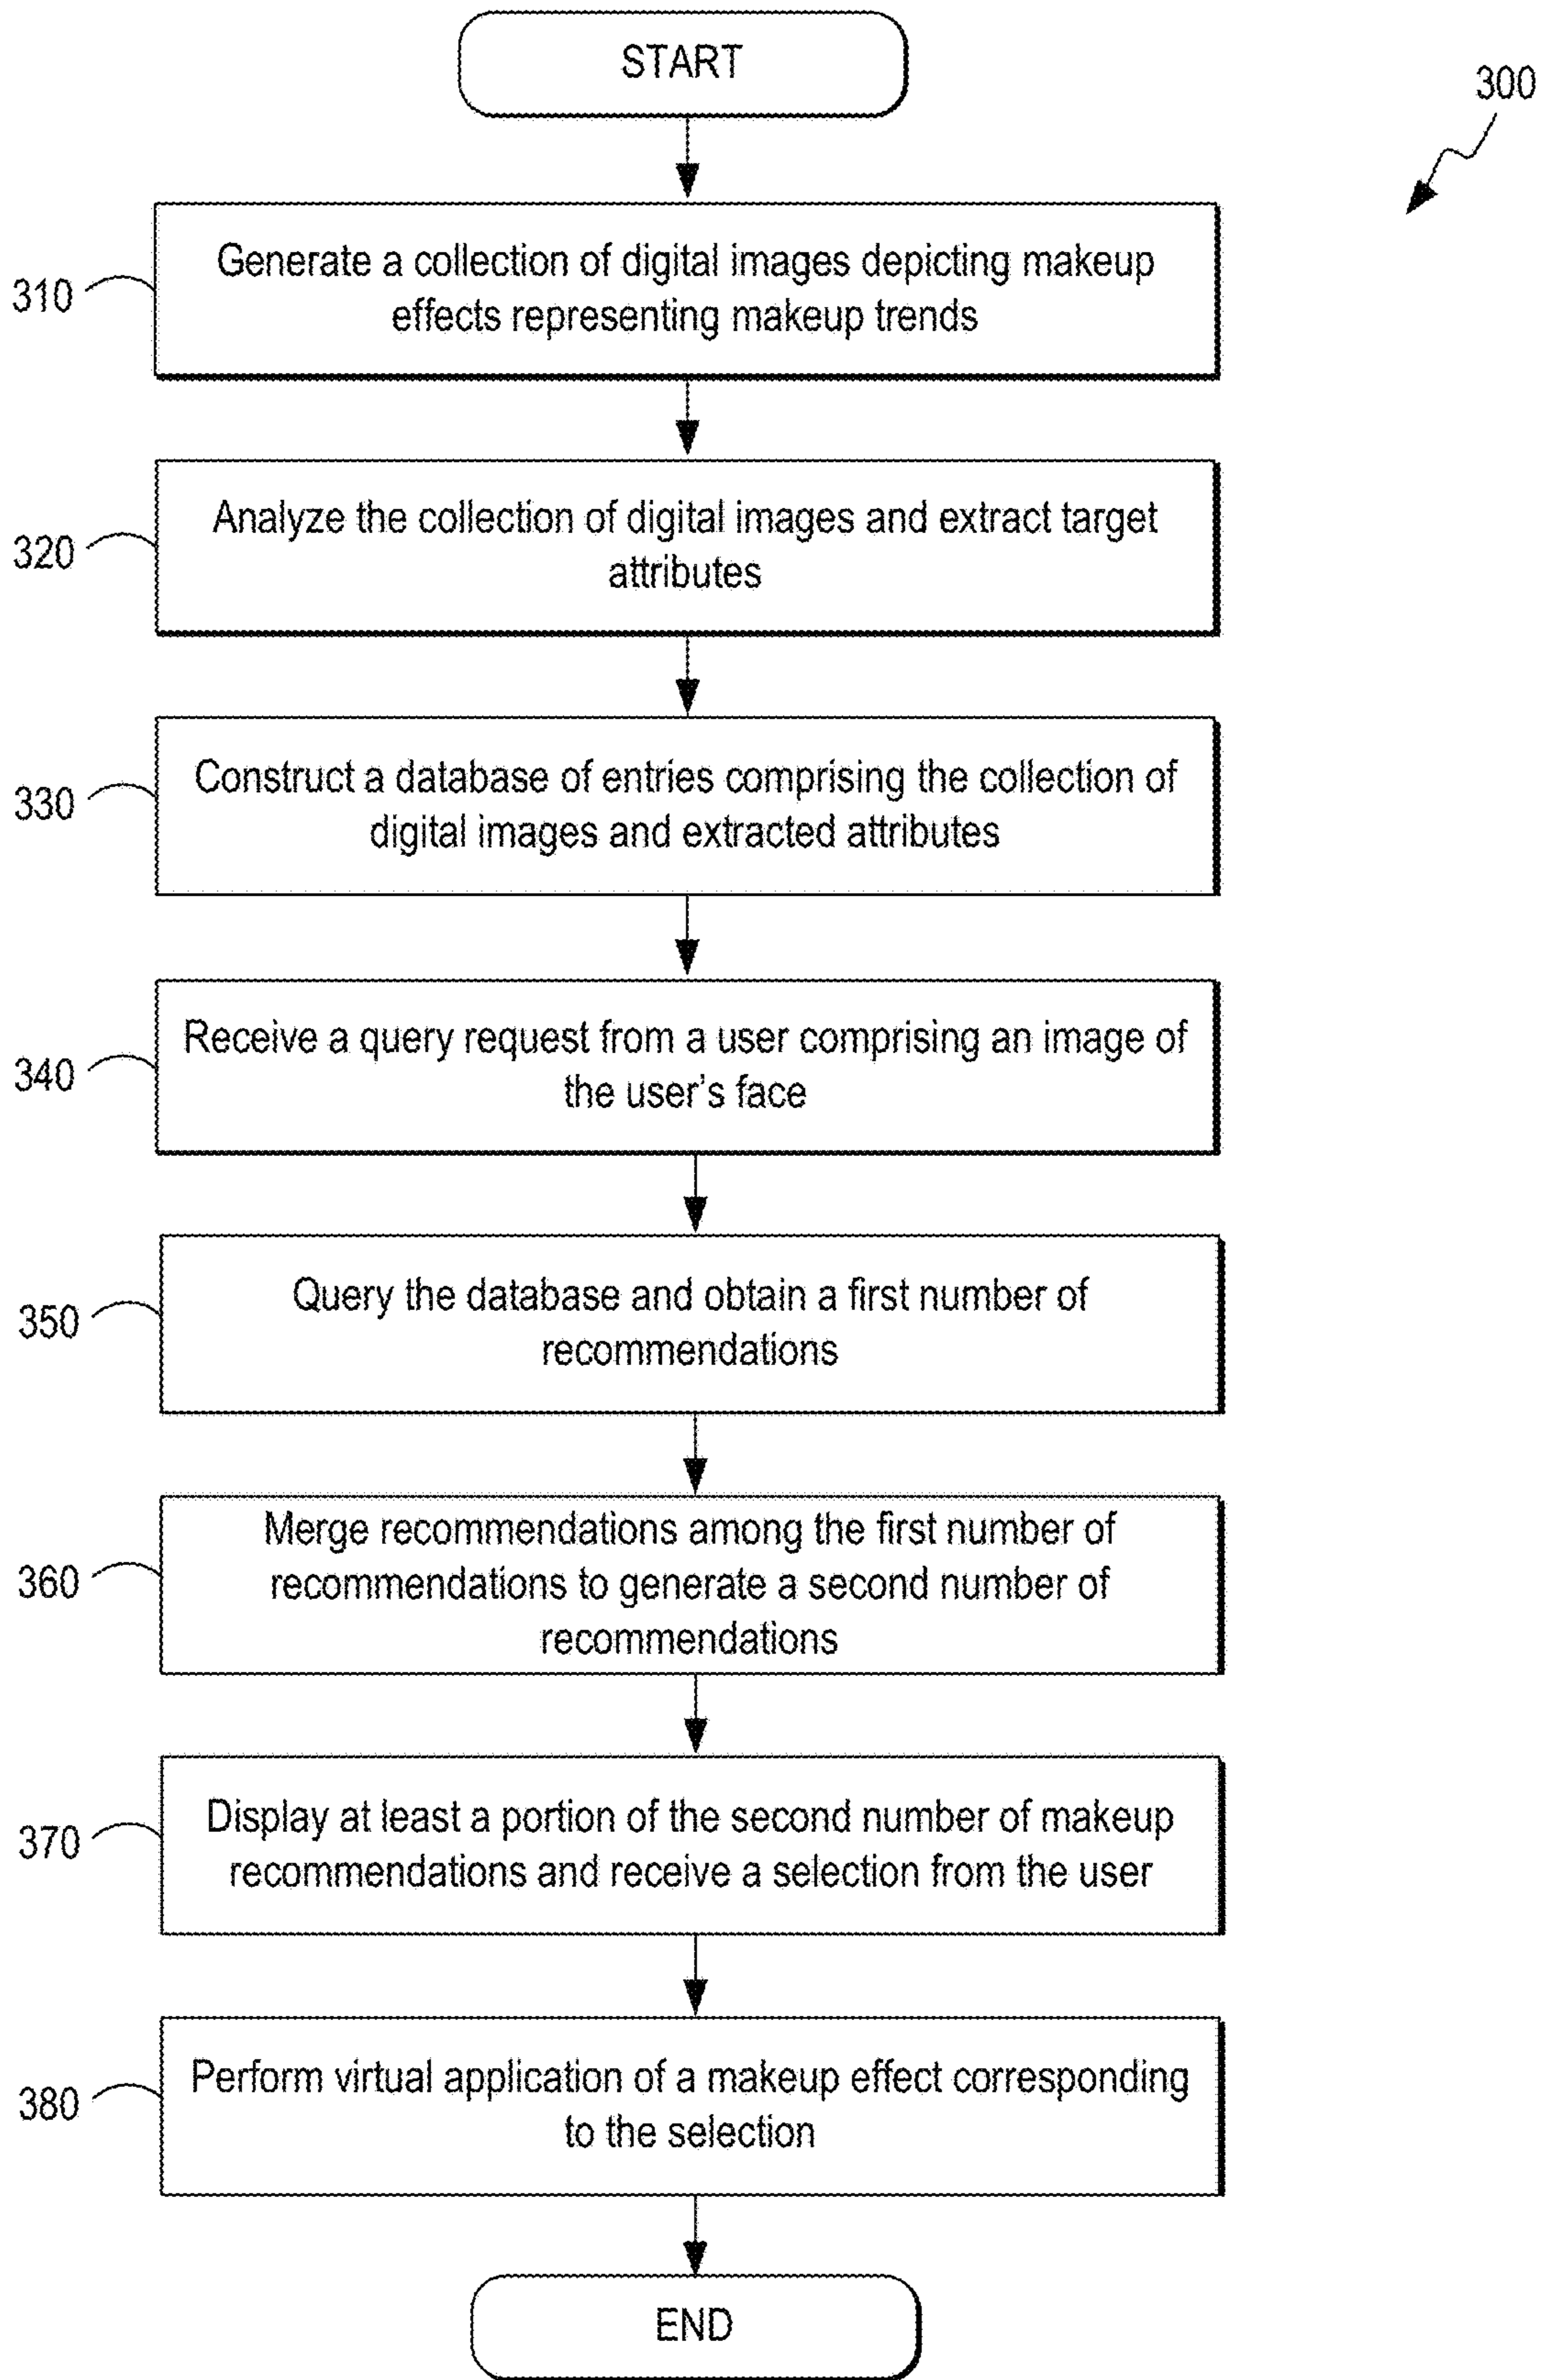 START
300
310
Generate a collection of digital images depicting makeup
effects representing makeup trends
320
Analyze the collection of digital images and extract target
attributes
330
Construct a database of entries comprising the collection of
digital images and extracted attributes
340
Receive a query request from a user comprising an image of
the user's face
350
Query the database and obtain a first number of
recommendations
360
Merge recommendations among the first number of
recommendations to generate a second number of
recommendations
370
Display at least a portion of the second number of makeup
recommendations and receive a selection from the user
380
Perform virtual application of a makeup effect corresponding
to the selection
END